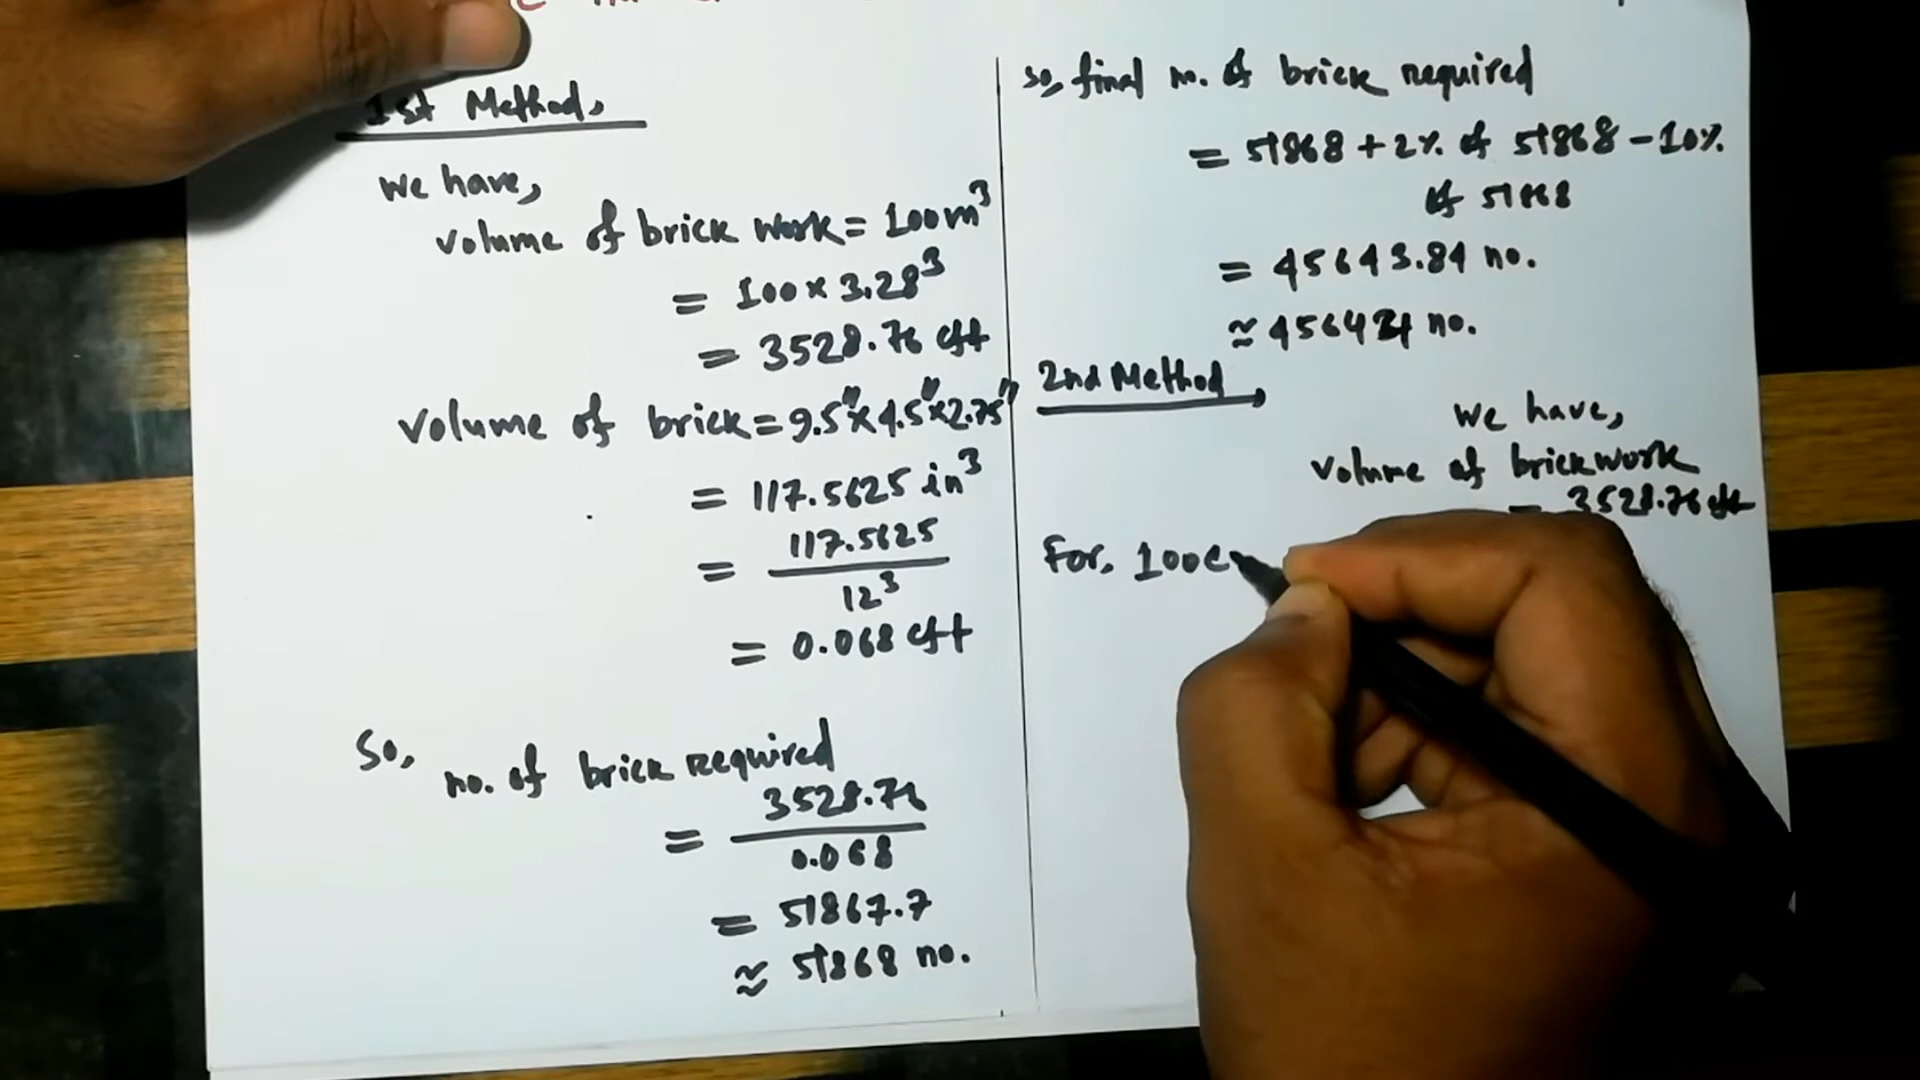 1st Method,
we have,
volume of brick work = 100m³
= 100 × 3.28³
= 3528.76 cft
volume of brick = 9.5" × 4.5" × 2.75"
= 117.5625 in³
= 117.5625
12³
= 0.068 cft
So,
no. of brick required
= 3528.76
0.068
= 51867.7
≈ 51868 no.
so, final no. of brick required
= 51868 + 2% of 51868 - 10%
of 51868
= 45643.84 no.
≈ no.
2nd Method
we have,
volume of brickwork
= 3528.76 cft
For, 100c